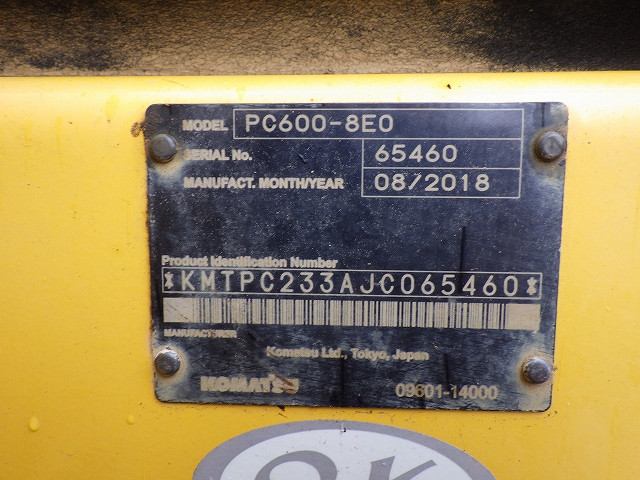 MODEL PC600-8E0
SERIAL No. 65460
MANUFACT. MONTH/YEAR 08/2018
Product Identification Number
*KMTPC233AJC065460*
MANUFACTURER
Komatsu Ltd., Tokyo, Japan
KOMATSU 09601-14000
OK